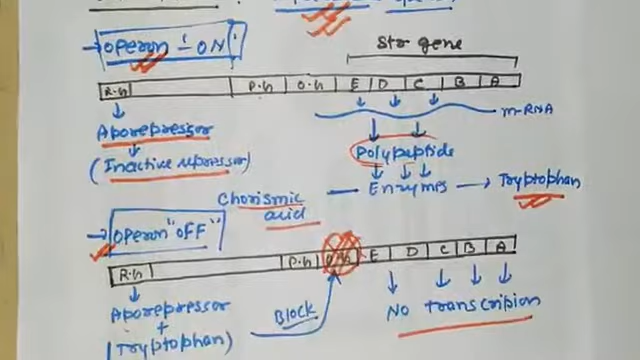 operon 'ON'
Str gene
R.G P.G O.G E D C B A
m-RNA
Aporepressor
(Inactive repressor)
Polypeptide
Enzymes → Tryptophan
Chorismic
acid
operon "OFF"
R.G P.G O.G E D C B A
Aporepressor
+
(Tryptophan)
Block
No transcripion